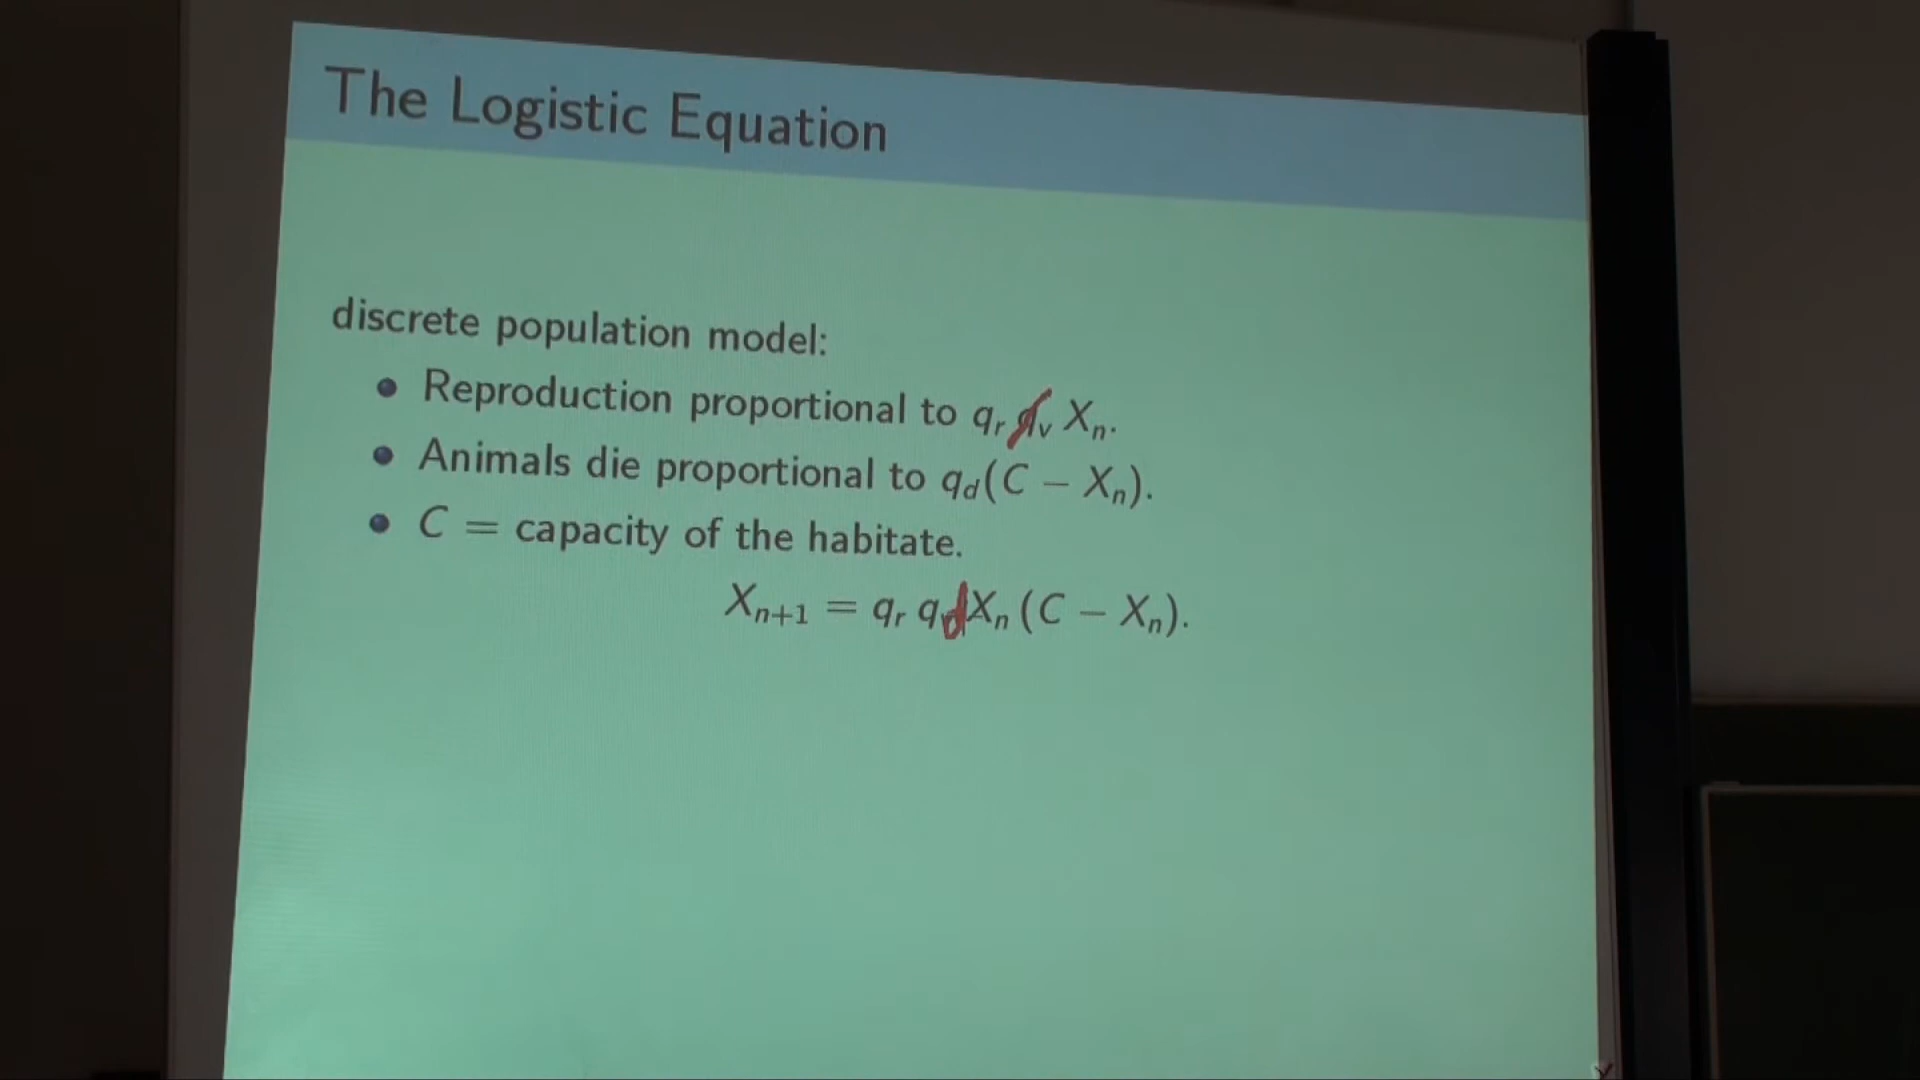 The Logistic Equation
discrete population model:
• Reproduction proportional to q_r q_v X_n.
• Animals die proportional to q_d(C − X_n).
• C = capacity of the habitate.
X_{n+1} = q_r q_d X_n (C − X_n).